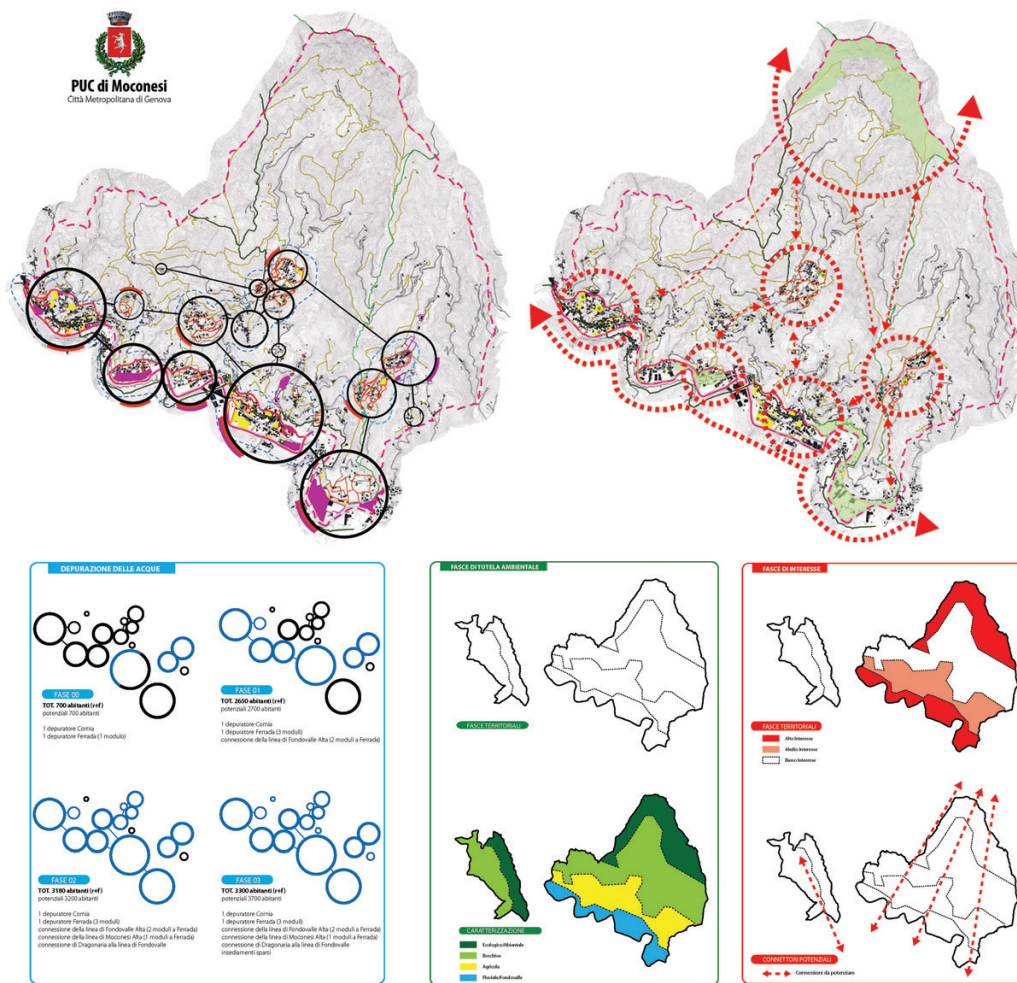 PUC di Moconesi
Città Metropolitana di Genova
DEPURAZIONE DELLE ACQUE
FASE 00
TOT. 700 abitanti (ref)
potenziali 700 abitanti
1 depuratore Cornia
1 depuratore Ferrada (1 modulo)
FASE 01
TOT. 2650 abitanti (ref)
potenziali 2700 abitanti
1 depuratore Cornia
1 depuratore Ferrada (3 moduli)
connessione della linea di Fondovalle Alta (2 moduli a Ferrada)
FASE 02
TOT. 3180 abitanti (ref)
potenziali 3200 abitanti
1 depuratore Cornia
1 depuratore Ferrada (3 moduli)
connessione della linea di Fondovalle Alta (2 moduli a Ferrada)
connessione della linea di Moconesi Alta (1 moduli a Ferrada)
connessione di Dragonaria alla linea di Fondovalle
FASE 03
TOT. 3300 abitanti (ref)
potenziali 3700 abitanti
1 depuratore Cornia
1 depuratore Ferrada (3 moduli)
connessione della linea di Fondovalle Alta (2 moduli a Ferrada)
connessione della linea di Moconesi Alta (1 moduli a Ferrada)
connessione di Dragonaria alla linea di Fondovalle
insediamenti sparsi
FASCE DI TUTELA AMBIENTALE
FASCE TERRITORIALI
CARATTERIZZAZIONE
Ecologico/Abientale
Boschiva
Agricola
Fluviale/Fondovalle
FASCE DI INTERESSE
FASCE TERRITORIALI
Alto Interesse
Medio Interesse
Basso Interesse
CONNETTORI POTENZIALI
Connessioni da potenziare